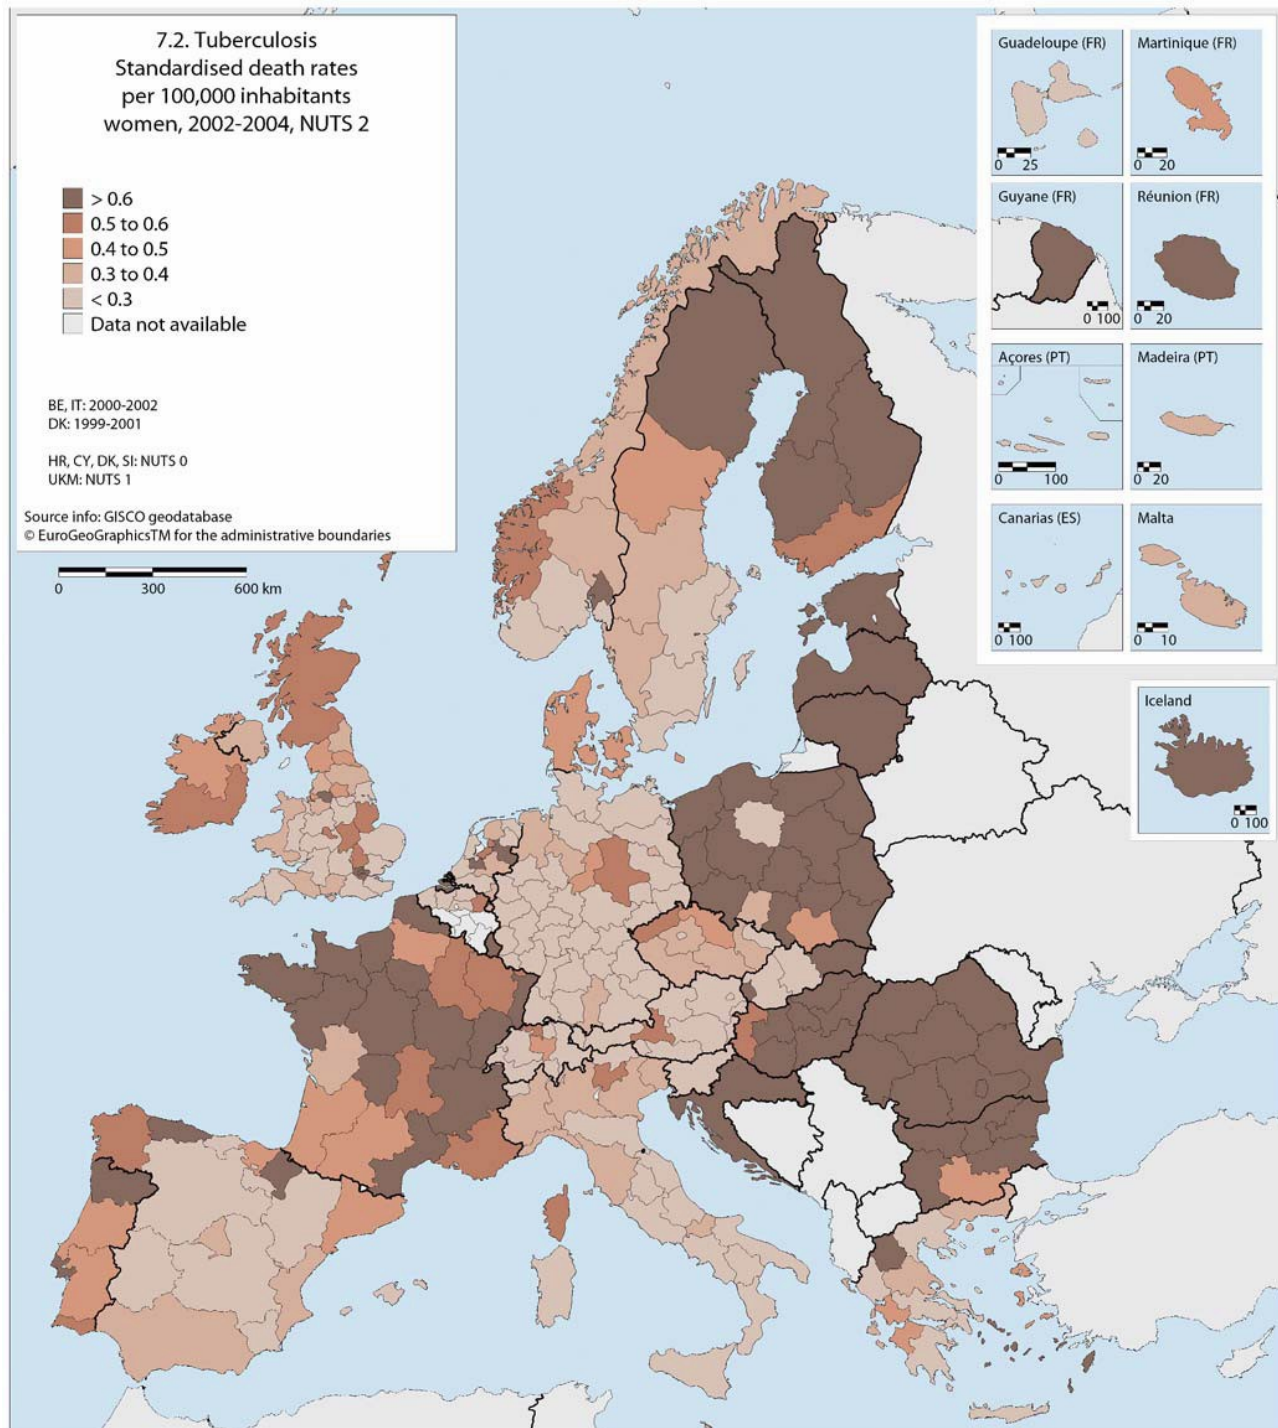 7.2. Tuberculosis
Standardised death rates
per 100,000 inhabitants
women, 2002-2004, NUTS 2
> 0.6
0.5 to 0.6
0.4 to 0.5
0.3 to 0.4
< 0.3
Data not available
BE, IT: 2000-2002
DK: 1999-2001
HR, CY, DK, SI: NUTS 0
UKM: NUTS 1
Source info: GISCO geodatabase
© EuroGeoGraphicsTM for the administrative boundaries
0 300 600 km
Guadeloupe (FR)
0 25
Martinique (FR)
0 20
Guyane (FR)
0 100
Réunion (FR)
0 20
Açores (PT)
0 100
Madeira (PT)
0 20
Canarias (ES)
0 100
Malta
0 10
Iceland
0 100